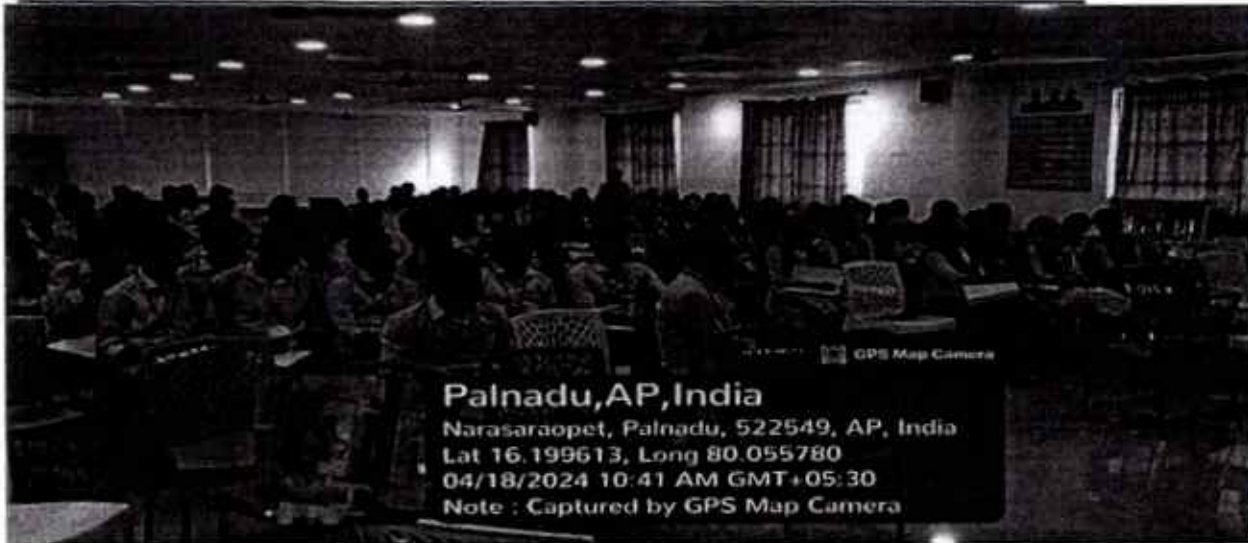 GPS Map Camera
Palnadu,AP,India
Narasaraopet, Palnadu, 522549, AP, India
Lat 16.199613, Long 80.055780
04/18/2024 10:41 AM GMT+05:30
Note : Captured by GPS Map Camera